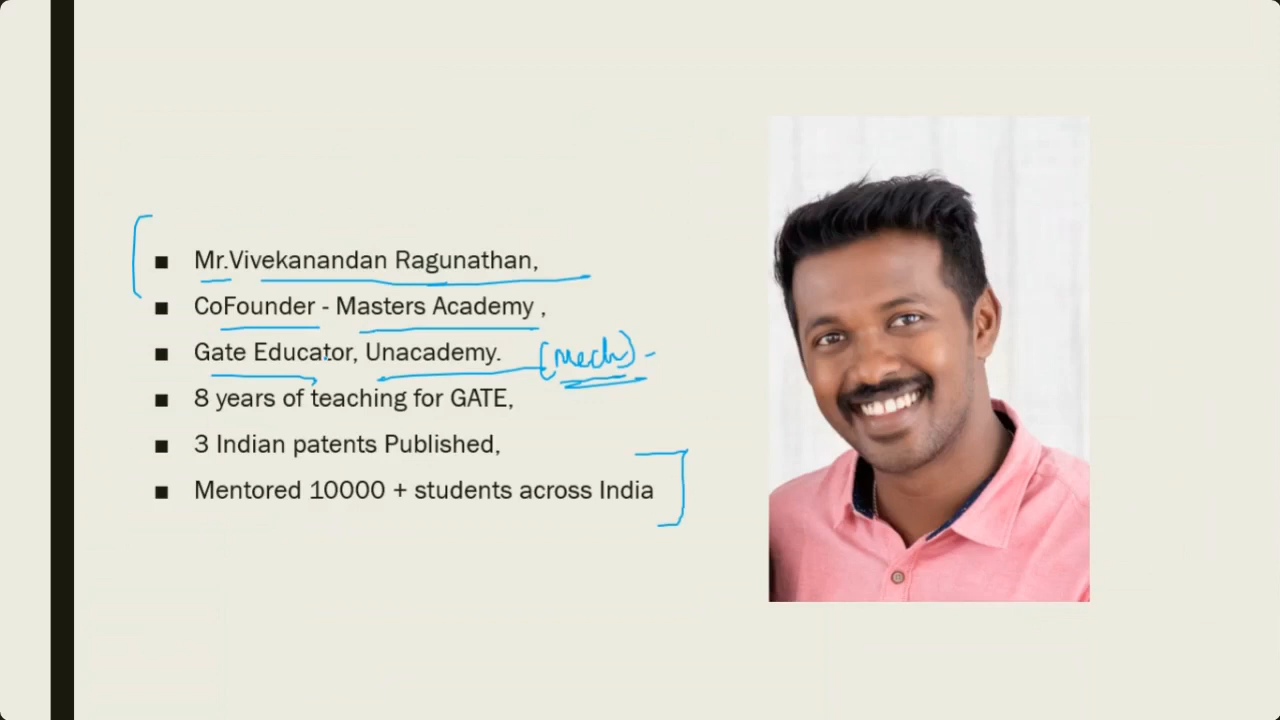 Mr.Vivekanandan Ragunathan,
CoFounder - Masters Academy ,
Gate Educator, Unacademy. (Mech) -
8 years of teaching for GATE,
3 Indian patents Published,
Mentored 10000 + students across India